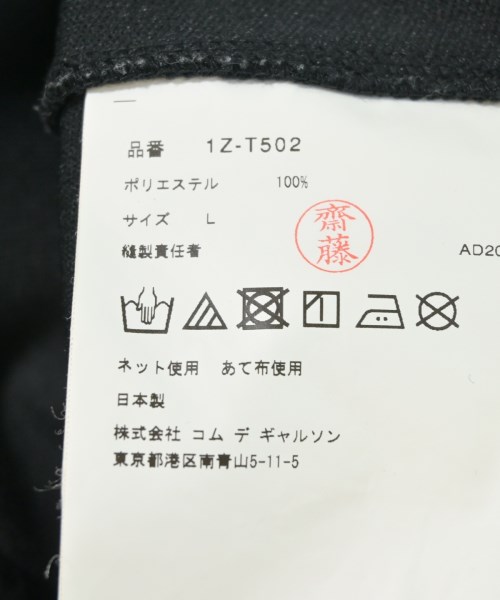 品番 1Z-T502
ポリエステル 100%
サイズ L
齋藤
縫製責任者 AD20
ネット使用 あて布使用
日本製
株式会社 コム デ ギャルソン
東京都港区南青山5-11-5